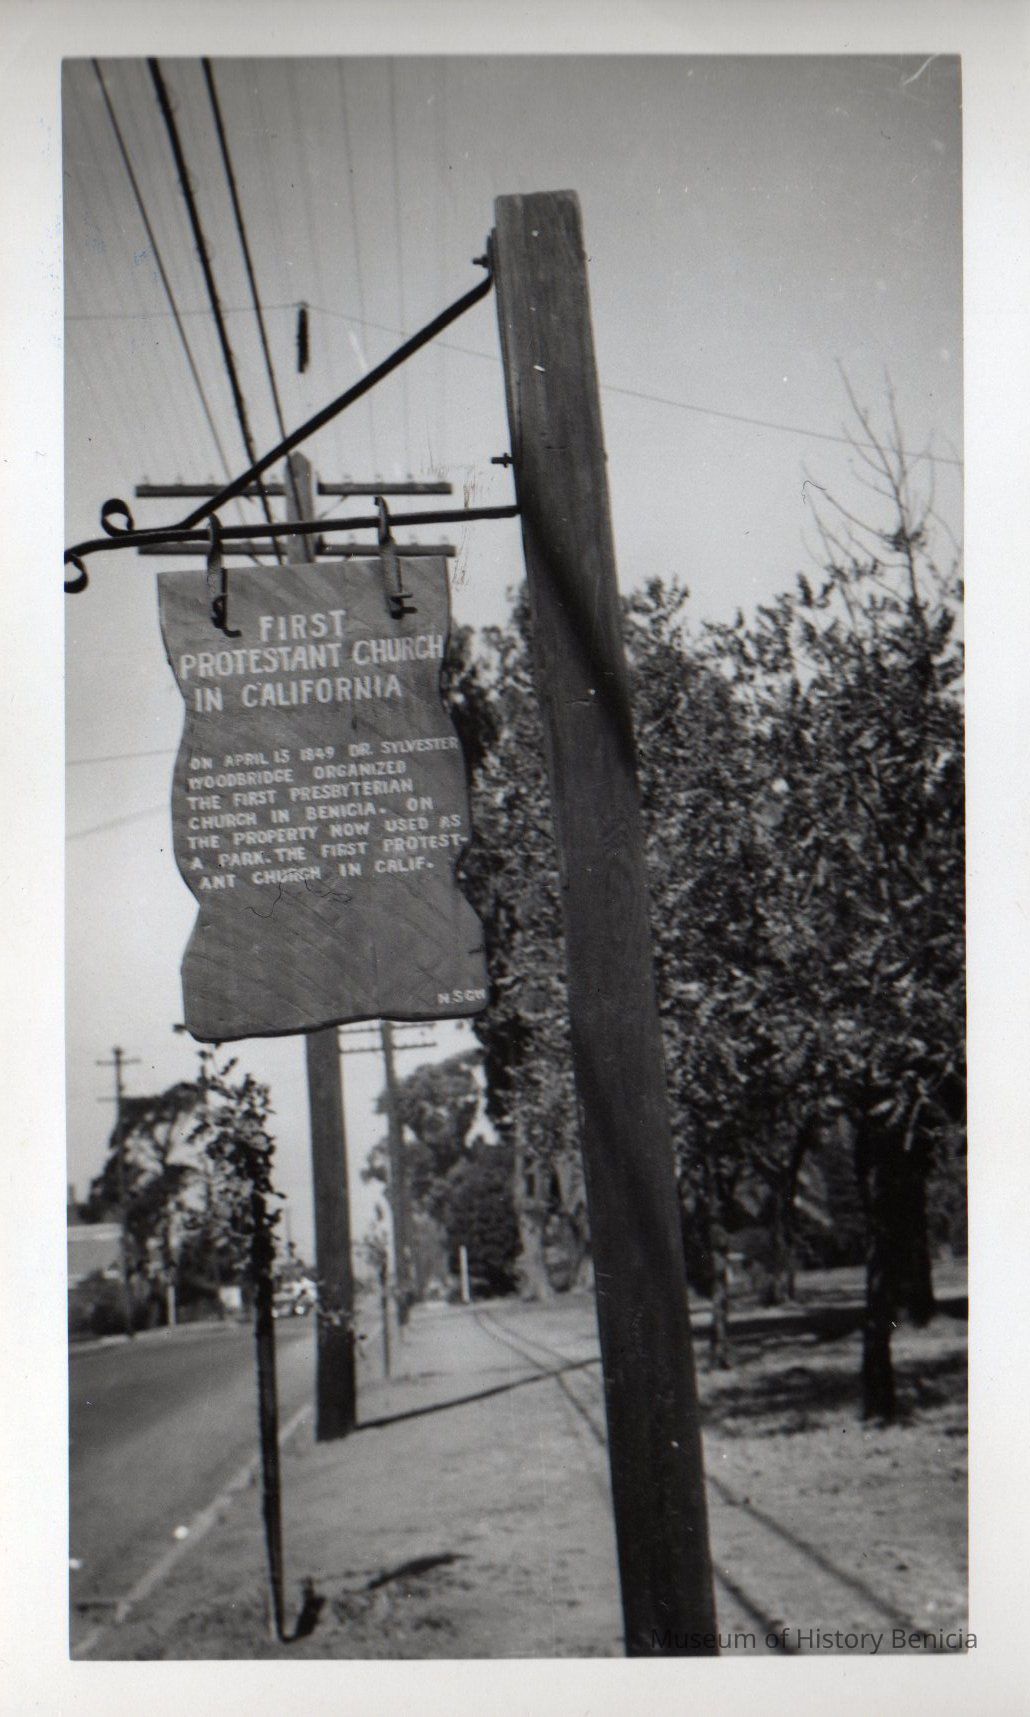 FIRST
PROTESTANT CHURCH
IN CALIFORNIA
ON APRIL 15 1849 DR. SYLVESTER
WOODBRIDGE ORGANIZED
THE FIRST PRESBYTERIAN
CHURCH IN BENICIA. ON
THE PROPERTY NOW USED AS
A PARK. THE FIRST PROTEST-
ANT CHURCH IN CALIF.
N.S.G.W
Museum of History Benicia